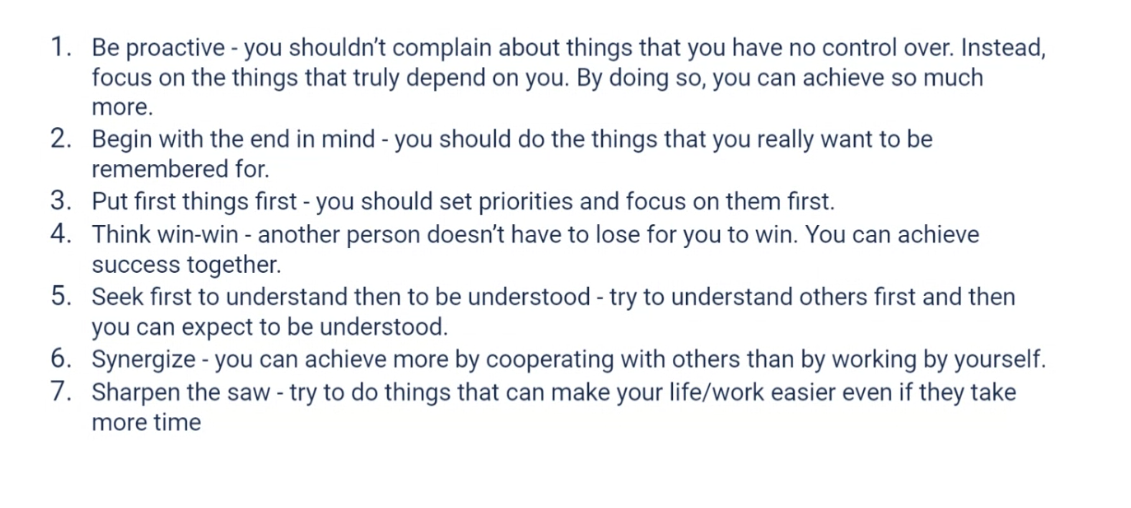 1. Be proactive - you shouldn't complain about things that you have no control over. Instead,
focus on the things that truly depend on you. By doing so, you can achieve so much
more.
2. Begin with the end in mind - you should do the things that you really want to be
remembered for.
3. Put first things first - you should set priorities and focus on them first.
4. Think win-win - another person doesn't have to lose for you to win. You can achieve
success together.
5. Seek first to understand then to be understood - try to understand others first and then
you can expect to be understood.
6. Synergize - you can achieve more by cooperating with others than by working by yourself.
7. Sharpen the saw - try to do things that can make your life/work easier even if they take
more time